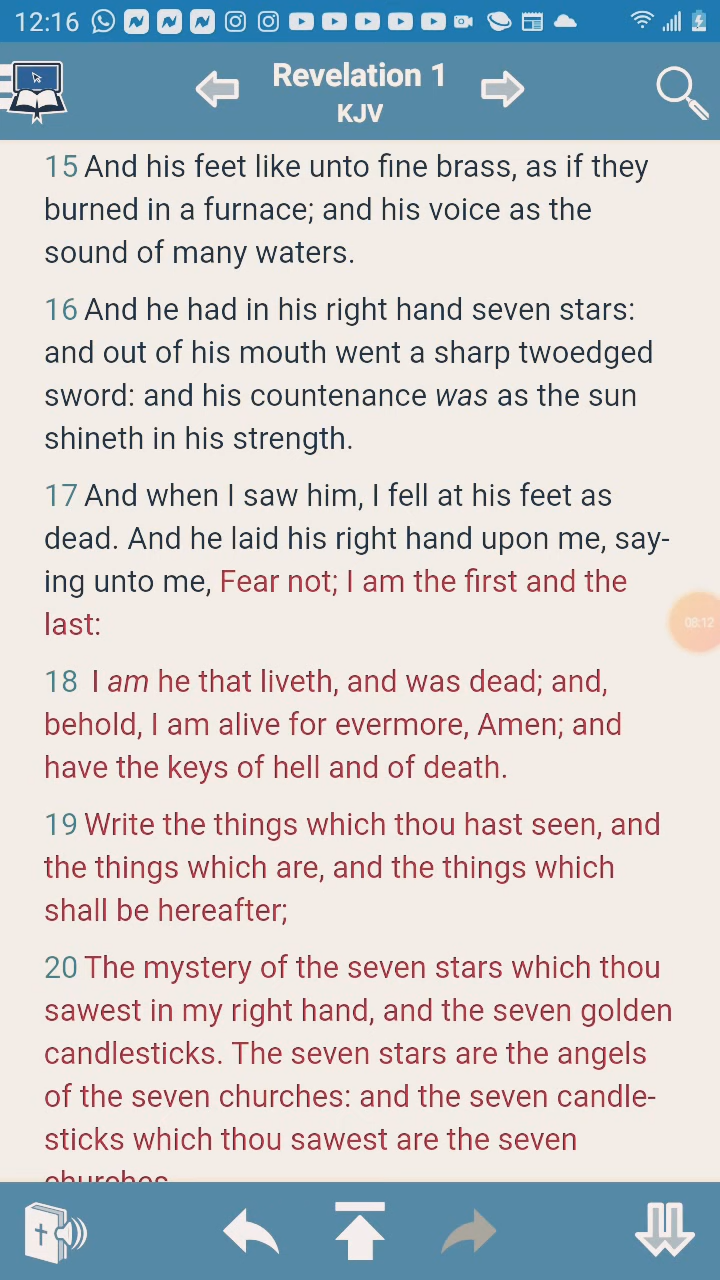 12:16
Revelation 1
KJV
15 And his feet like unto fine brass, as if they
burned in a furnace; and his voice as the
sound of many waters.
16 And he had in his right hand seven stars:
and out of his mouth went a sharp twoedged
sword: and his countenance was as the sun
shineth in his strength.
17 And when I saw him, I fell at his feet as
dead. And he laid his right hand upon me, say-
ing unto me, Fear not; I am the first and the
last:
08:12
18 I am he that liveth, and was dead; and,
behold, I am alive for evermore, Amen; and
have the keys of hell and of death.
19 Write the things which thou hast seen, and
the things which are, and the things which
shall be hereafter;
20 The mystery of the seven stars which thou
sawest in my right hand, and the seven golden
candlesticks. The seven stars are the angels
of the seven churches: and the seven candle-
sticks which thou sawest are the seven
churches